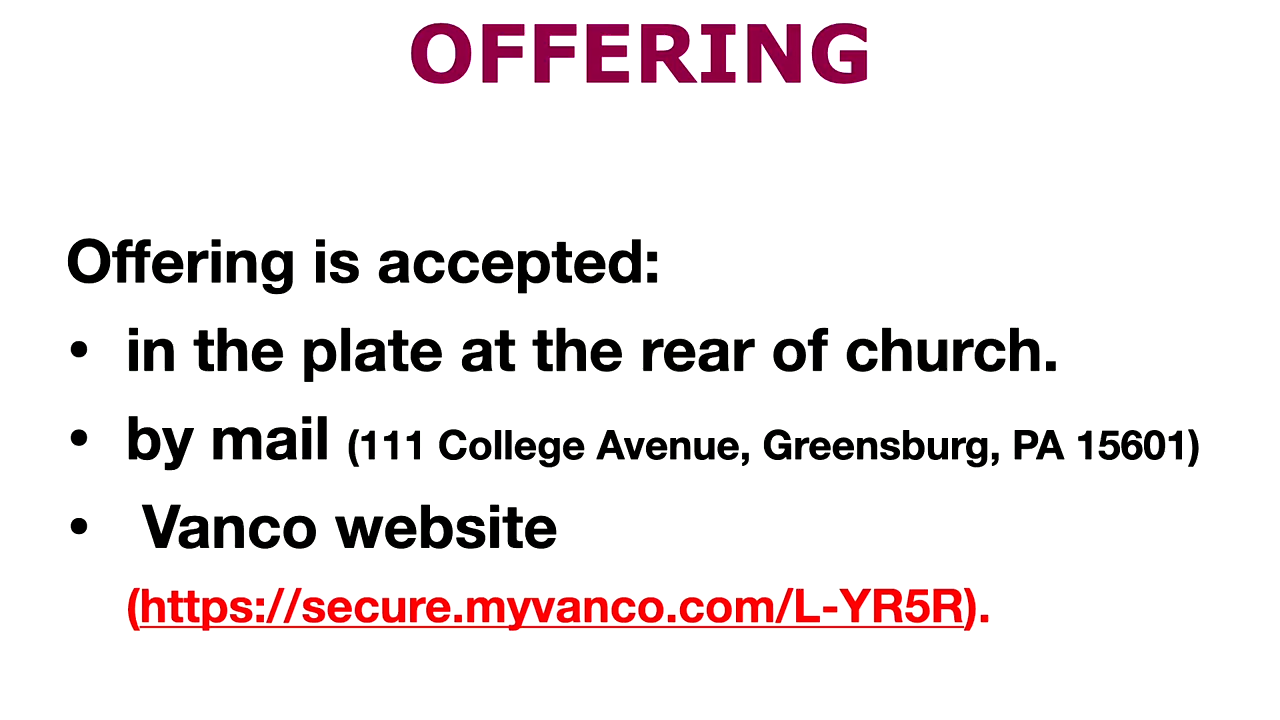 OFFERING
Offering is accepted:
• in the plate at the rear of church.
• by mail (111 College Avenue, Greensburg, PA 15601)
• Vanco website
(https://secure.myvanco.com/L-YR5R).